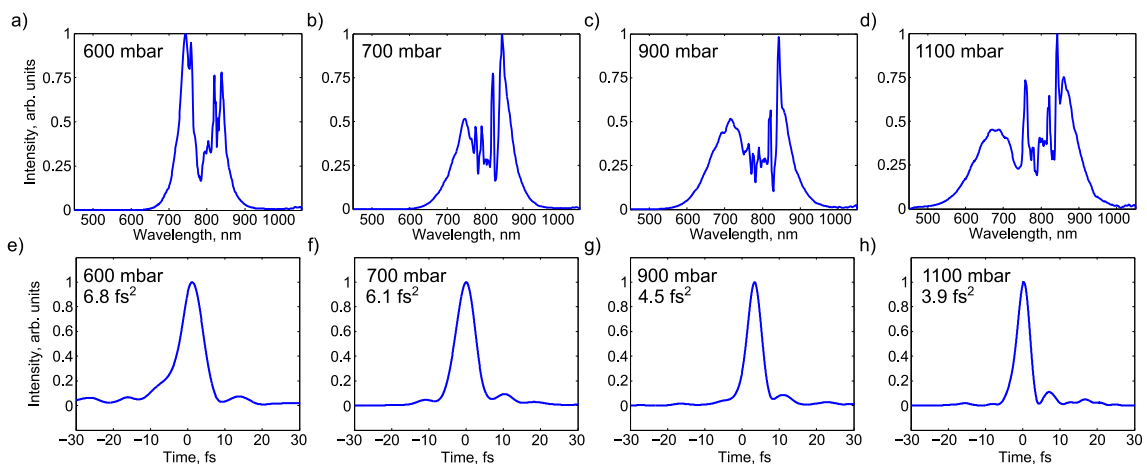 a)
b)
c)
d)
600 mbar
700 mbar
900 mbar
1100 mbar
Intensity, arb. units
1
0.75
0.5
0.25
0
500 600 700 800 900 1000
Wavelength, nm
1
0.75
0.5
0.25
0
500 600 700 800 900 1000
Wavelength, nm
1
0.75
0.5
0.25
0
500 600 700 800 900 1000
Wavelength, nm
1
0.75
0.5
0.25
0
500 600 700 800 900 1000
Wavelength, nm
e)
f)
g)
h)
600 mbar
6.8 fs²
700 mbar
6.1 fs²
900 mbar
4.5 fs²
1100 mbar
3.9 fs²
Intensity, arb. units
1
0.8
0.6
0.4
0.2
0
−30 −20 −10 0 10 20 30
Time, fs
1
0.8
0.6
0.4
0.2
0
−30 −20 −10 0 10 20 30
Time, fs
1
0.8
0.6
0.4
0.2
0
−30 −20 −10 0 10 20 30
Time, fs
1
0.8
0.6
0.4
0.2
0
−30 −20 −10 0 10 20 30
Time, fs